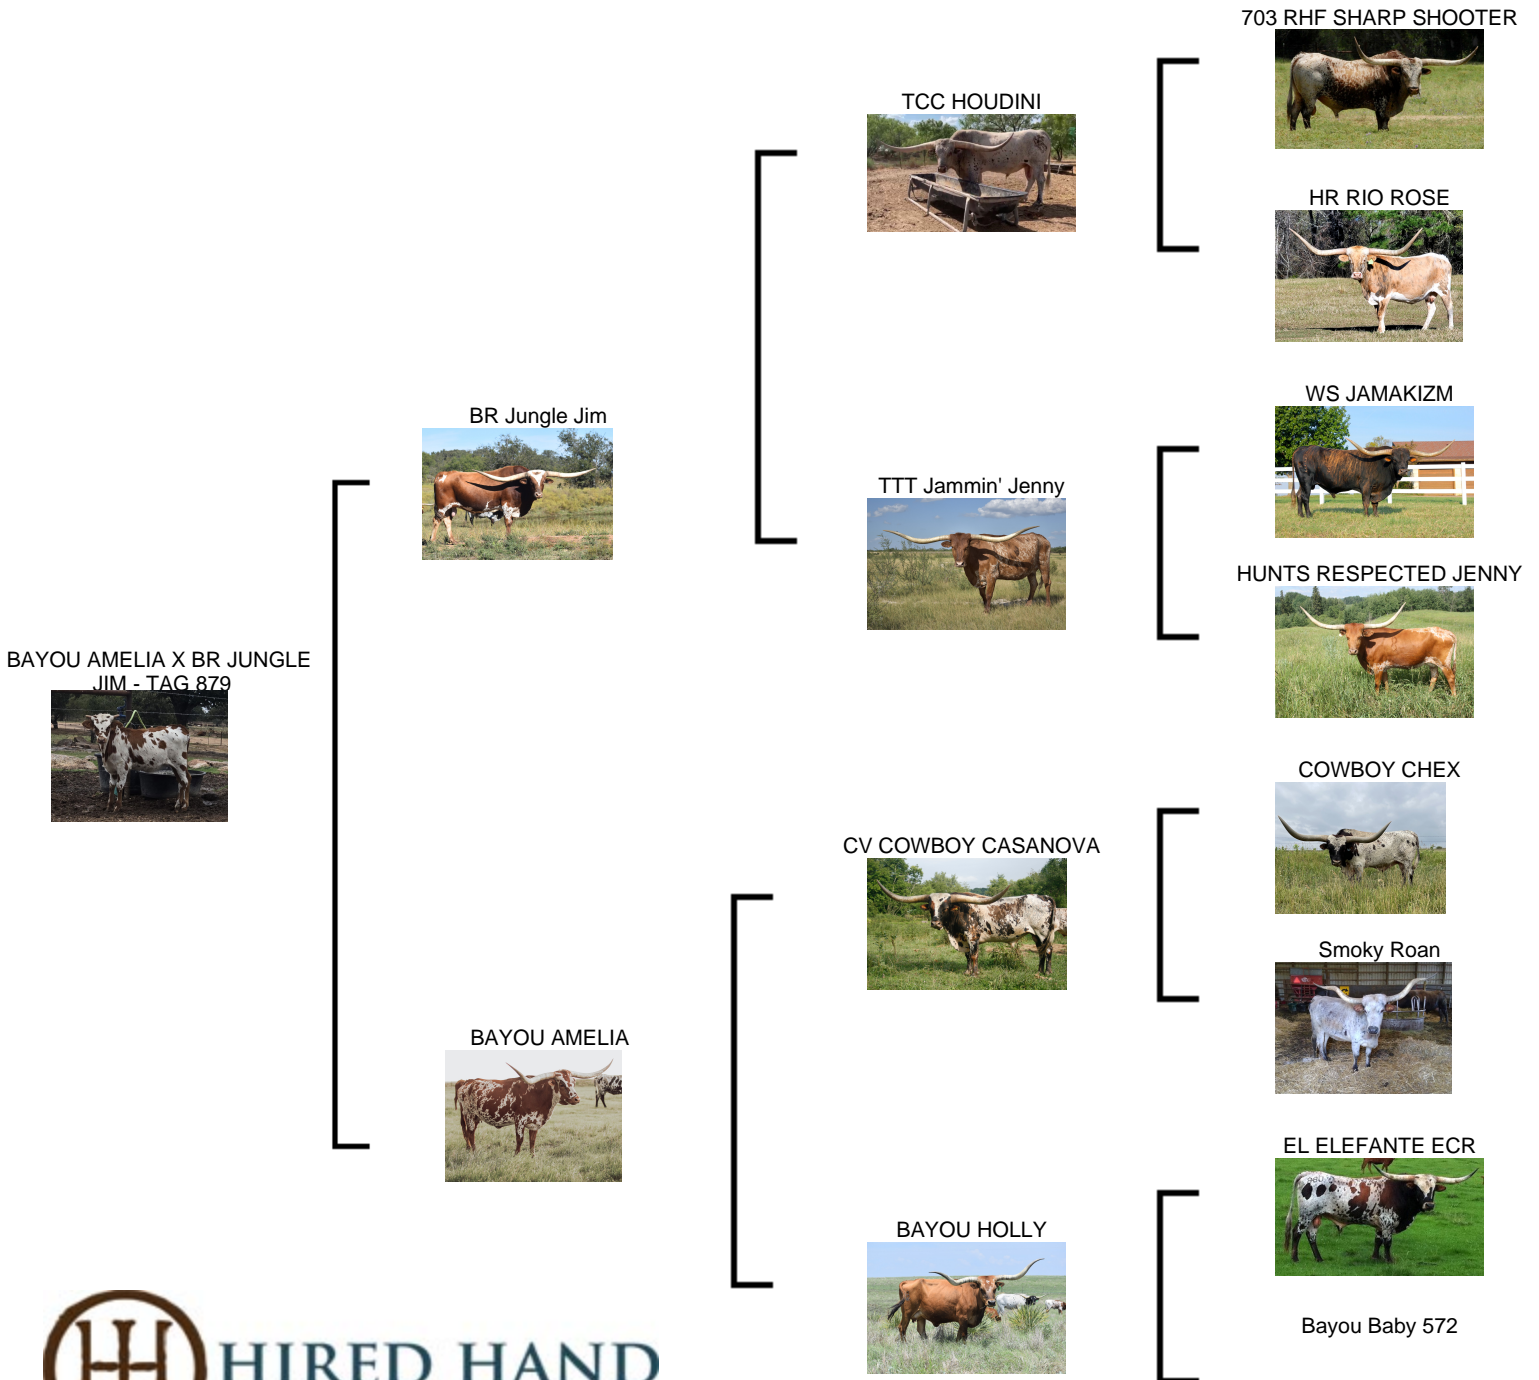 703 RHF SHARP SHOOTER
TCC HOUDINI
HR RIO ROSE
WS JAMAKIZM
BR Jungle Jim
TTT Jammin' Jenny
HUNTS RESPECTED JENNY
BAYOU AMELIA X BR JUNGLE
JIM - TAG 879
COWBOY CHEX
CV COWBOY CASANOVA
Smoky Roan
BAYOU AMELIA
EL ELEFANTE ECR
BAYOU HOLLY
Bayou Baby 572
HIRED HAND